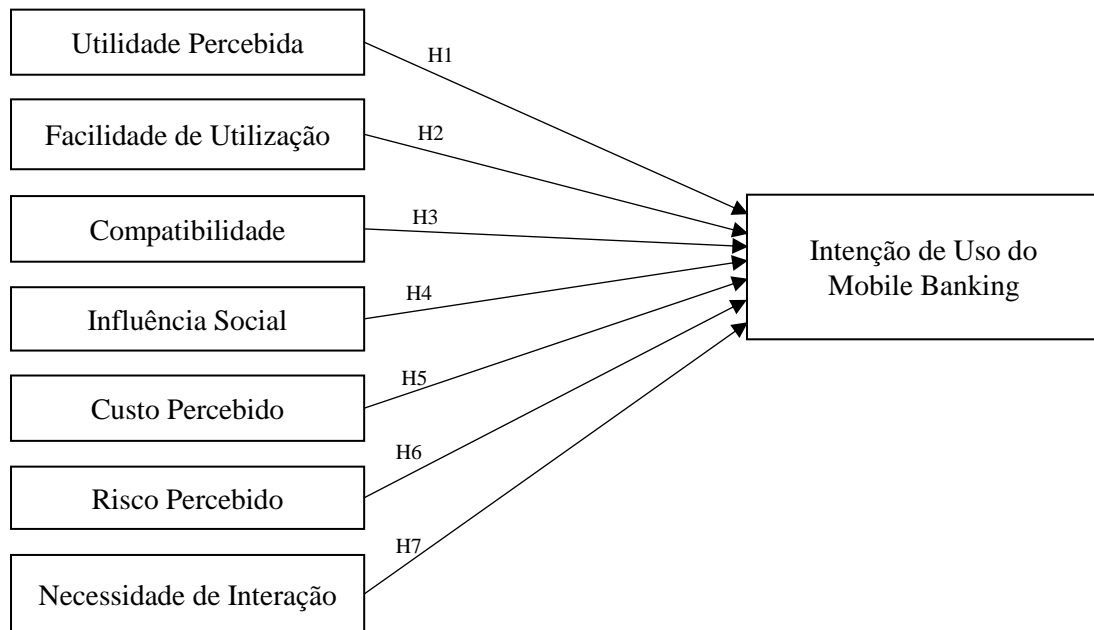 Utilidade Percebida
H1
Facilidade de Utilização
H2
Compatibilidade
H3
Influência Social
H4
Custo Percebido
H5
Risco Percebido
H6
Necessidade de Interação
H7
Intenção de Uso do
Mobile Banking